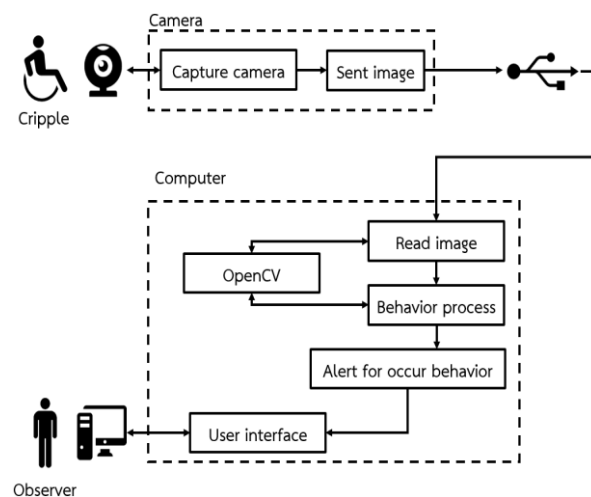 Camera
Capture camera
Sent image
Cripple
Computer
Read image
OpenCV
Behavior process
Alert for occur behavior
User interface
Observer